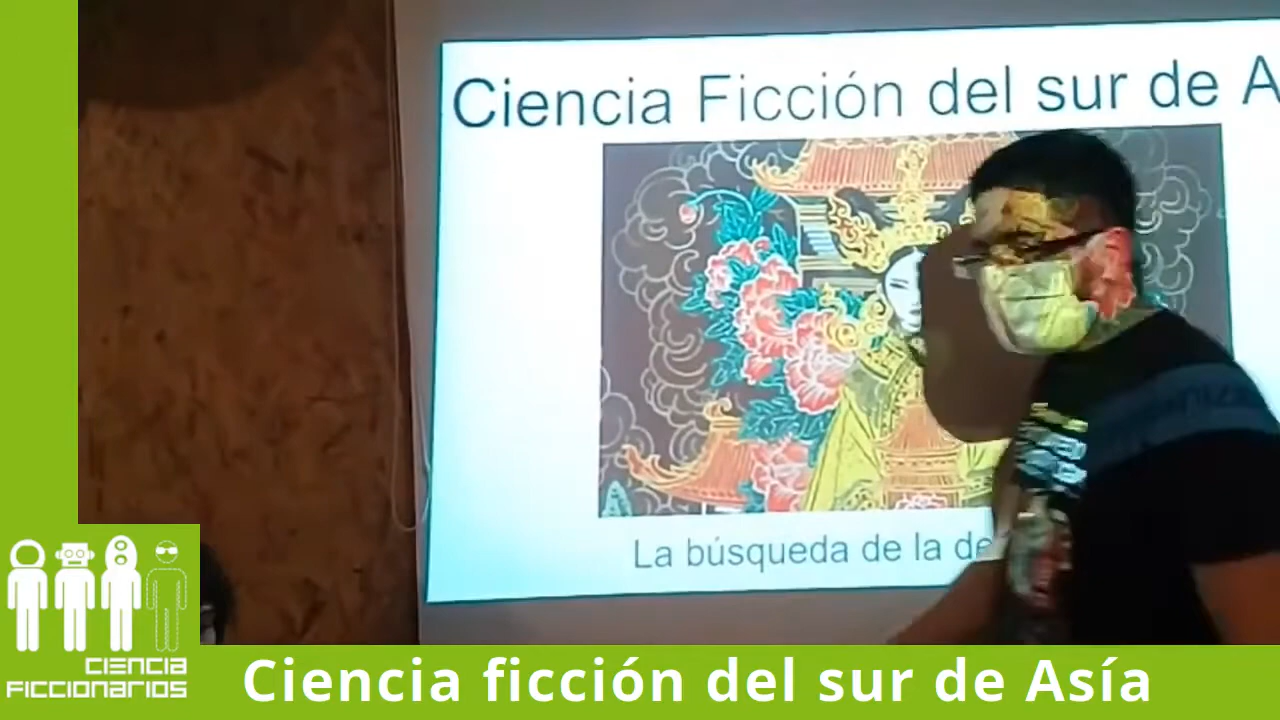 Ciencia Ficción del sur de A
La búsqueda de la de
CIENCIA
FICCIONARIOS
Ciencia ficción del sur de Asía